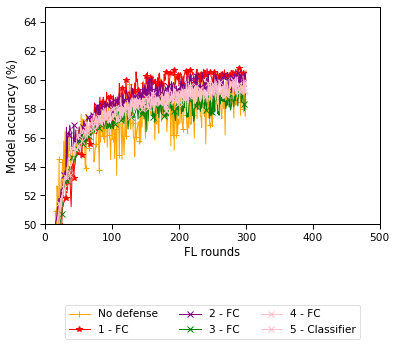 64
62
60
58
56
54
52
50
Model accuracy (%)
0 100 200 300 400 500
FL rounds
No defense 2 - FC 4 - FC
1 - FC 3 - FC 5 - Classifier